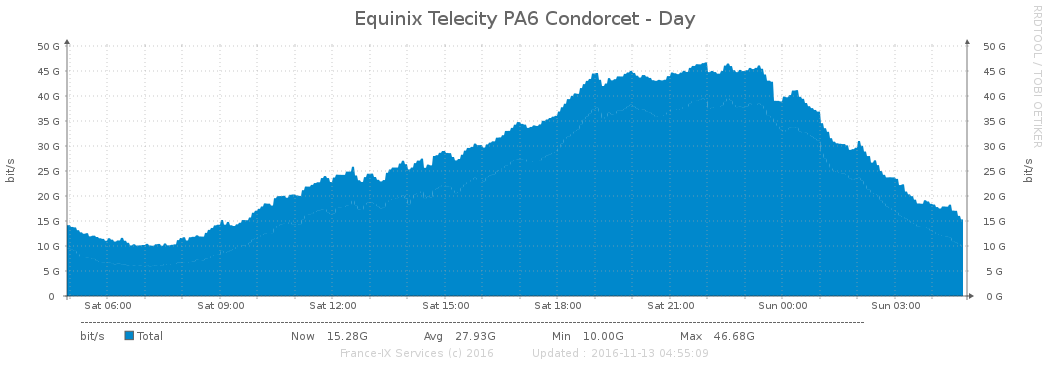 Equinix Telecity PA6 Condorcet - Day
RRDTOOL / TOBI OETIKER
bit/s
50 G 50 G
45 G 45 G
40 G 40 G
35 G 35 G
30 G 30 G
25 G 25 G
20 G 20 G
15 G 15 G
10 G 10 G
5 G 5 G
0 0 G
bit/s
Sat 06:00 Sat 09:00 Sat 12:00 Sat 15:00 Sat 18:00 Sat 21:00 Sun 00:00 Sun 03:00
bit/s Total Now 15.28G Avg 27.93G Min 10.00G Max 46.68G
France-IX Services (c) 2016 Updated : 2016-11-13 04:55:09